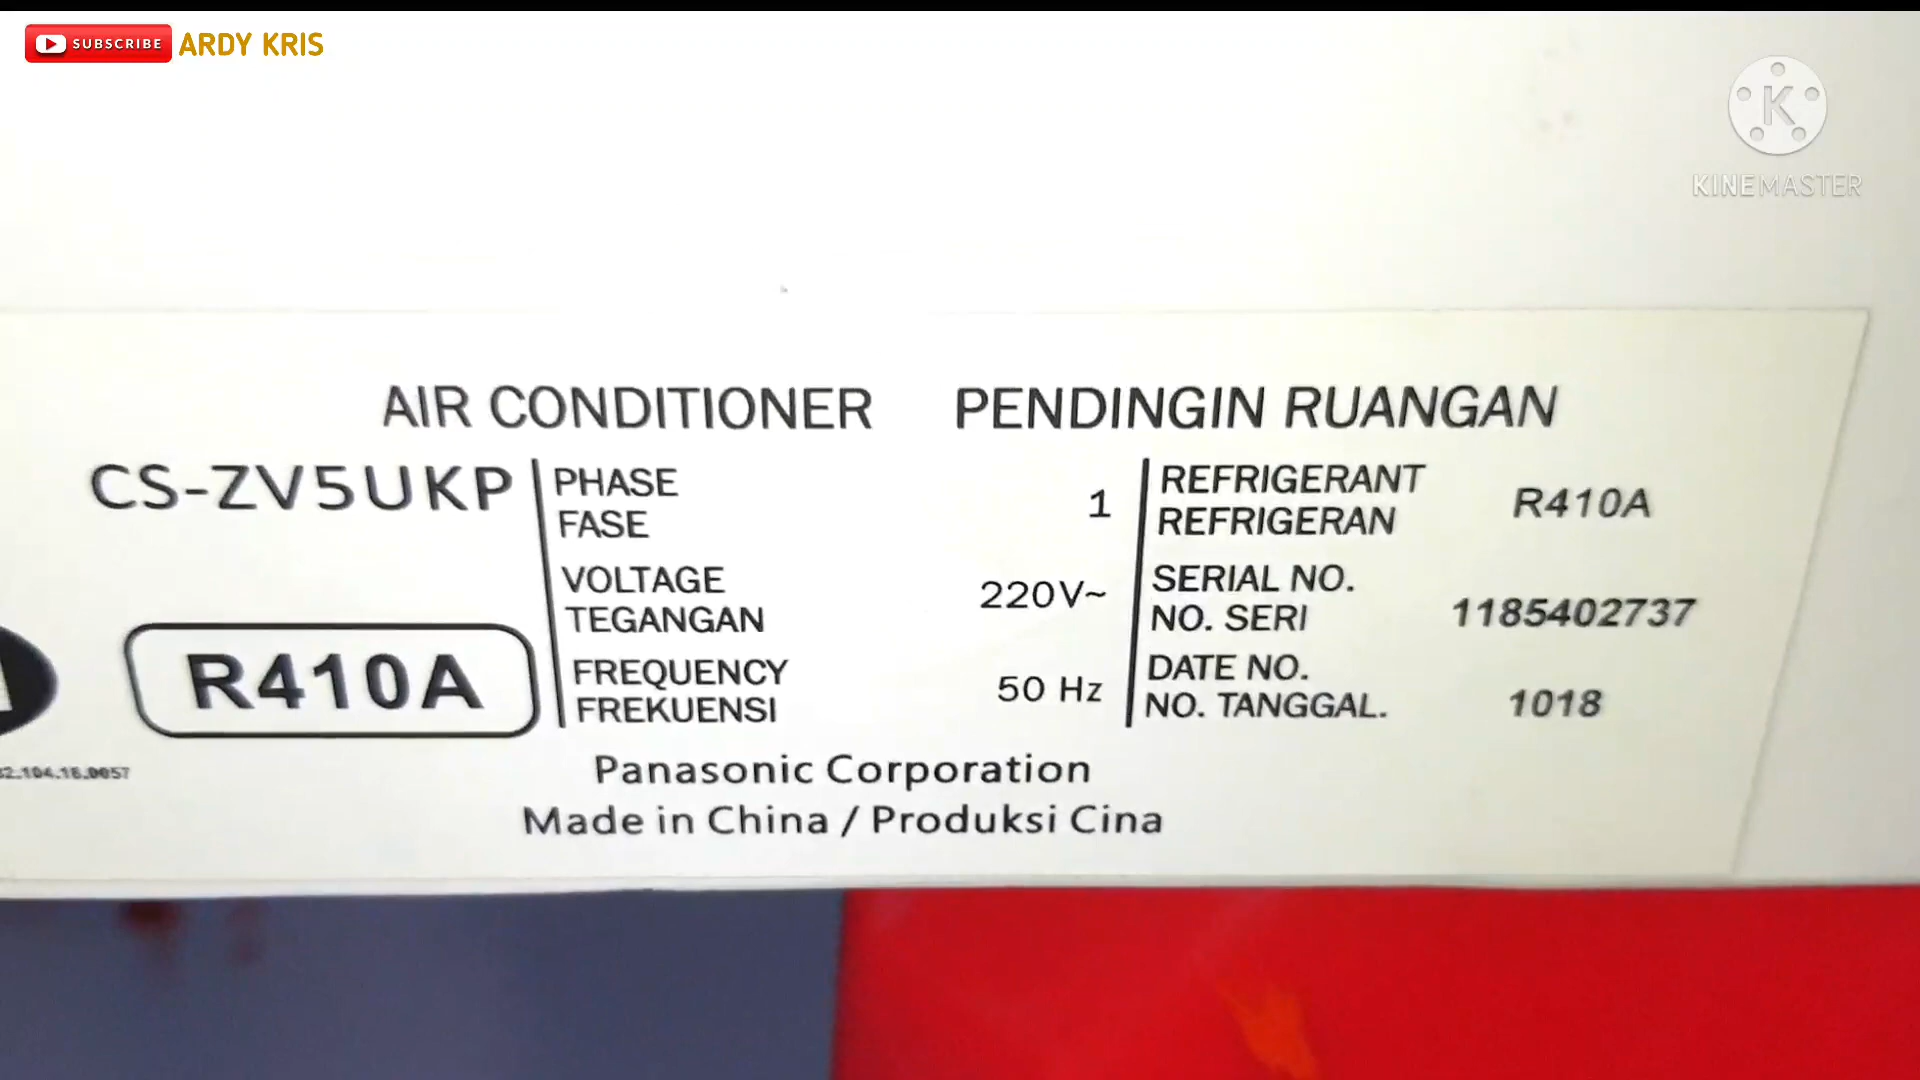 SUBSCRIBE ARDY KRIS
K
KINEMASTER
AIR CONDITIONER PENDINGIN RUANGAN
CS-ZV5UKP
R410A
PHASE
FASE
1
VOLTAGE
TEGANGAN
220V~
FREQUENCY
FREKUENSI
50 Hz
REFRIGERANT
REFRIGERAN
R410A
SERIAL NO.
NO. SERI
1185402737
DATE NO.
NO. TANGGAL.
1018
Panasonic Corporation
Made in China / Produksi Cina